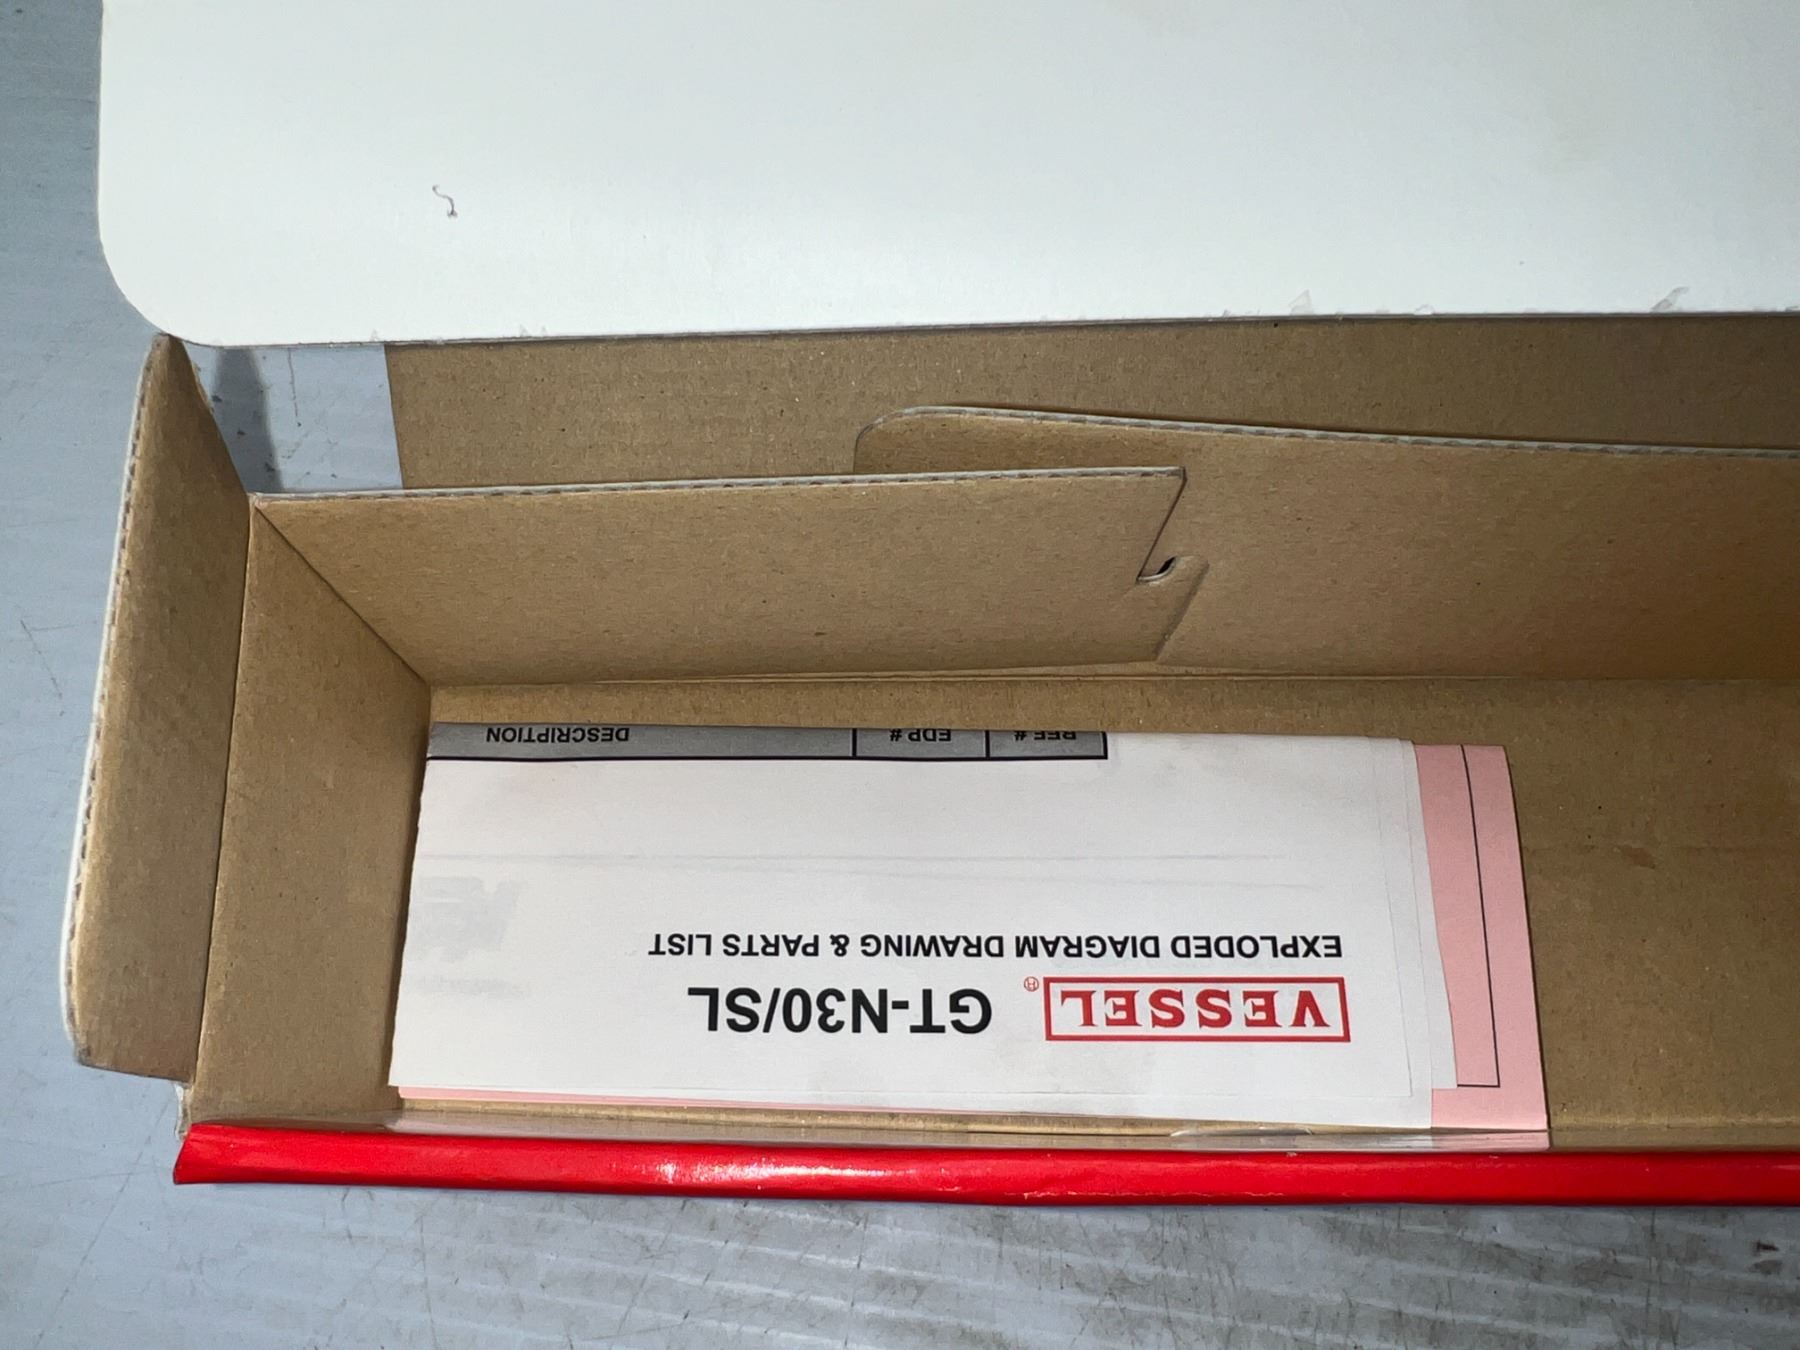 VESSEL® GT-N30/SL
EXPLODED DIAGRAM DRAWING & PARTS LIST
REF # EDP # DESCRIPTION